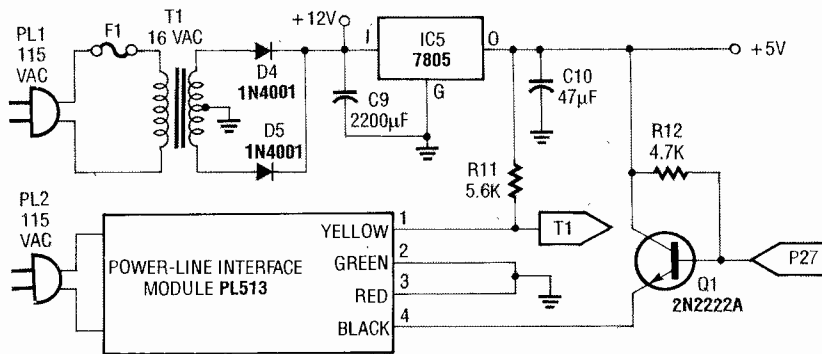 PL1
115
VAC
F1
T1
16 VAC
D4
1N4001
D5
1N4001
+12V
C9
2200µF
I
IC5
7805
O
G
C10
47µF
+5V
R11
5.6K
R12
4.7K
T1
P27
Q1
2N2222A
PL2
115
VAC
POWER-LINE INTERFACE
MODULE PL513
YELLOW
1
GREEN
2
RED
3
BLACK
4